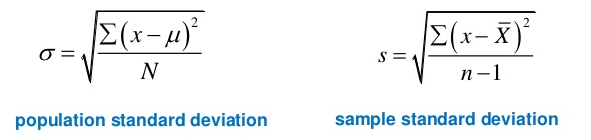 σ = √(Σ(x − μ)² / N)
s = √(Σ(x − X̄)² / n − 1)
population standard deviation
sample standard deviation